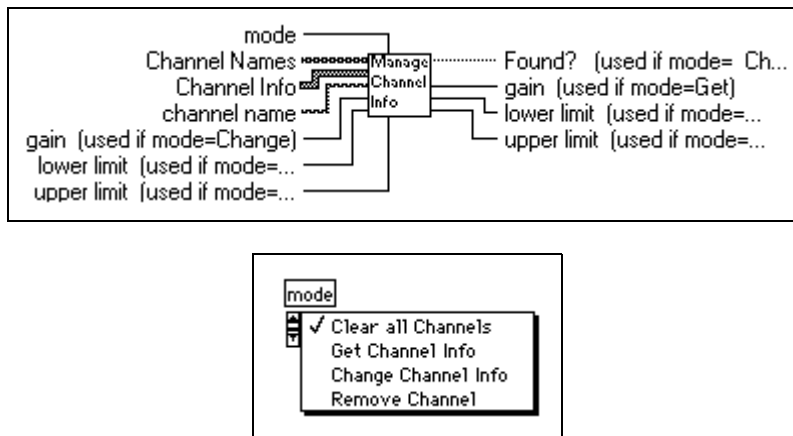 mode
Channel Names
Channel Info
channel name
gain (used if mode=Change)
lower limit (used if mode=...
upper limit (used if mode=...
Manage
Channel
Info
Found? (used if mode= Ch...
gain (used if mode=Get)
lower limit (used if mode=...
upper limit (used if mode=...
mode
✓ Clear all Channels
Get Channel Info
Change Channel Info
Remove Channel